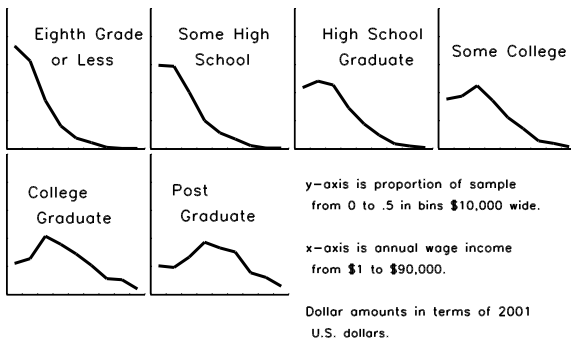 Eighth Grade
or Less
Some High
School
High School
Graduate
Some College
College
Graduate
Post
Graduate
y-axis is proportion of sample
from 0 to .5 in bins $10,000 wide.
x-axis is annual wage income
from $1 to $90,000.
Dollar amounts in terms of 2001
U.S. dollars.